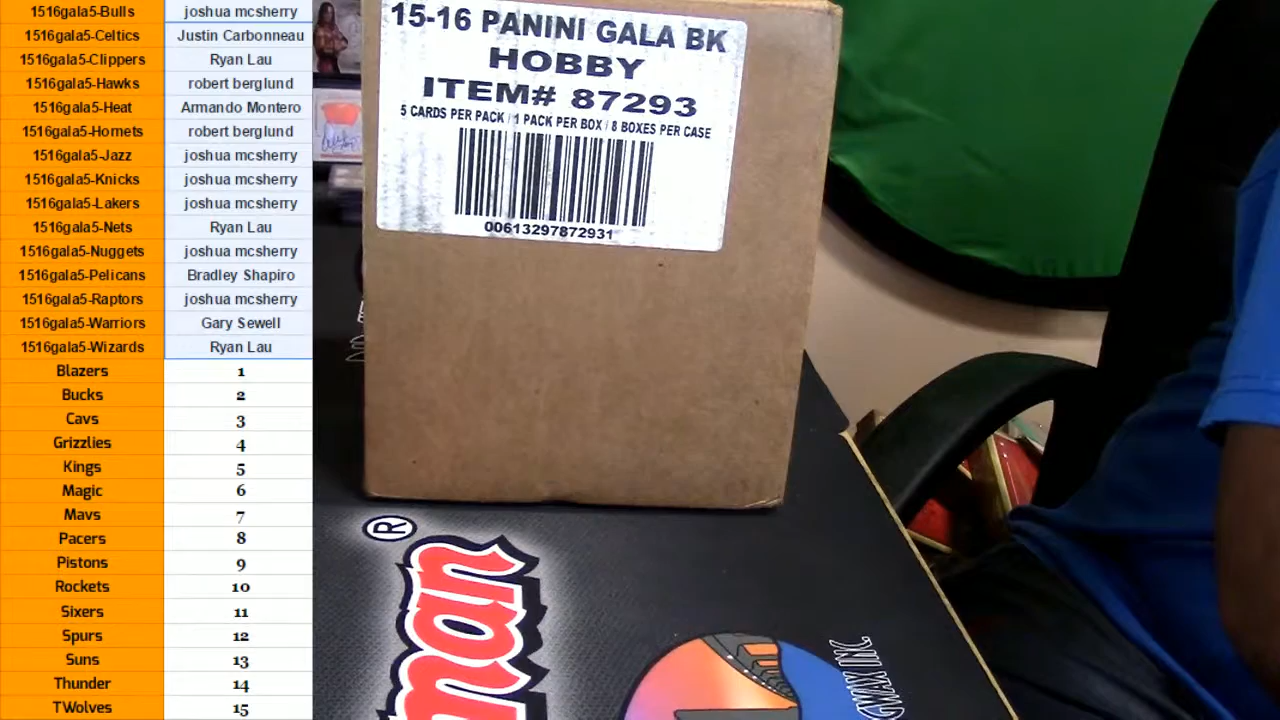 1516gala5-Bulls joshua mcsherry
1516gala5-Celtics Justin Carbonneau
1516gala5-Clippers Ryan Lau
1516gala5-Hawks robert berglund
1516gala5-Heat Armando Montero
1516gala5-Hornets robert berglund
1516gala5-Jazz joshua mcsherry
1516gala5-Knicks joshua mcsherry
1516gala5-Lakers joshua mcsherry
1516gala5-Nets Ryan Lau
1516gala5-Nuggets joshua mcsherry
1516gala5-Pelicans Bradley Shapiro
1516gala5-Raptors joshua mcsherry
1516gala5-Warriors Gary Sewell
1516gala5-Wizards Ryan Lau
Blazers 1
Bucks 2
Cavs 3
Grizzlies 4
Kings 5
Magic 6
Mavs 7
Pacers 8
Pistons 9
Rockets 10
Sixers 11
Spurs 12
Suns 13
Thunder 14
TWolves 15
15-16 PANINI GALA BK
HOBBY
ITEM# 87293
5 CARDS PER PACK / 1 PACK PER BOX / 8 BOXES PER CASE
00613297872931
man
®
GWAX INC